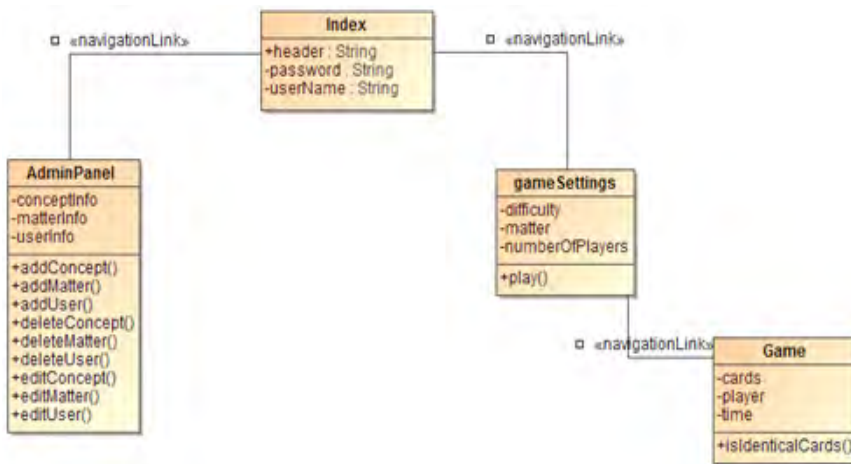 Index
+header : String
-password : String
-userName : String
«navigationLink»
«navigationLink»
AdminPanel
-conceptInfo
-matterInfo
-userInfo
+addConcept()
+addMatter()
+addUser()
+deleteConcept()
+deleteMatter()
+deleteUser()
+editConcept()
+editMatter()
+editUser()
gameSettings
-difficulty
-matter
-numberOfPlayers
+play()
«navigationLink»
Game
-cards
-player
-time
+isIdenticalCards()